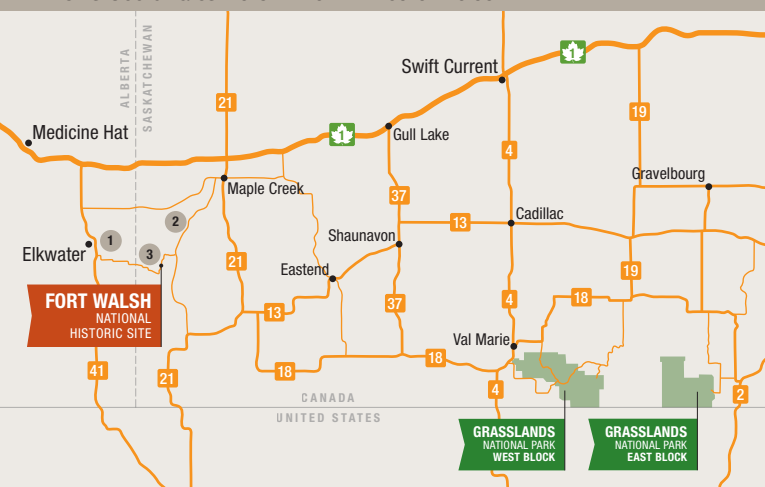 ALBERTA
SASKATCHEWAN
1
Swift Current
21
19
Medicine Hat
1
Gull Lake
4
Gravelbourg
Maple Creek
37
2
13
Cadillac
1
Shaunavon
Elkwater
3
21
Eastend
19
FORT WALSH
NATIONAL
HISTORIC SITE
37
4
18
13
Val Marie
18
18
41
21
4
2
CANADA
UNITED STATES
GRASSLANDS
NATIONAL PARK
WEST BLOCK
GRASSLANDS
NATIONAL PARK
EAST BLOCK